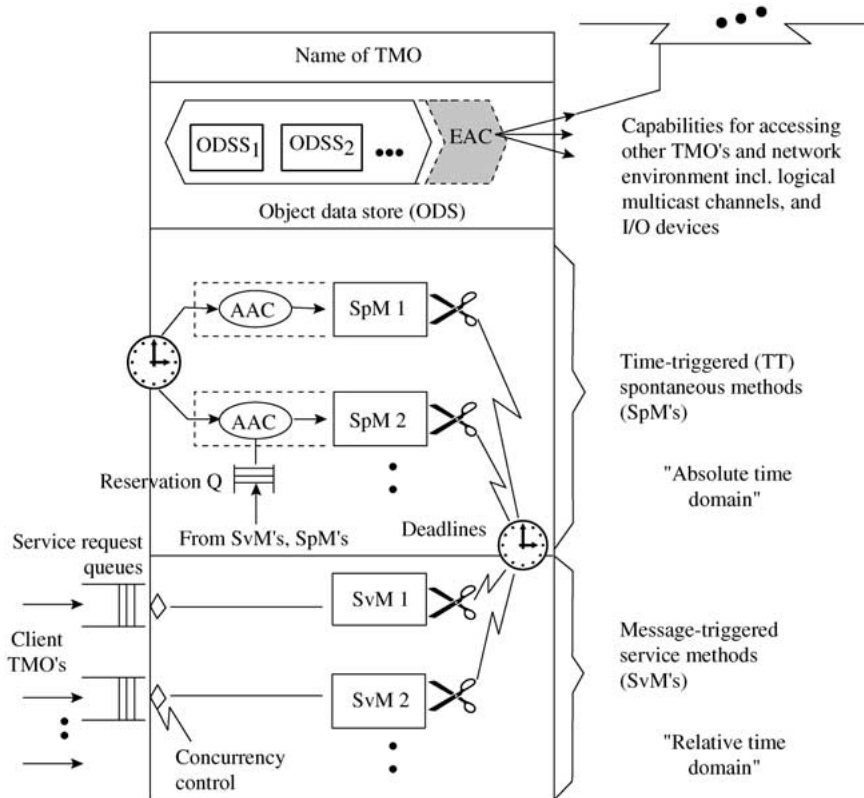 Name of TMO
ODSS1
ODSS2
EAC
Object data store (ODS)
Capabilities for accessing
other TMO's and network
environment incl. logical
multicast channels, and
I/O devices
AAC
SpM 1
AAC
SpM 2
Reservation Q
From SvM's, SpM's
Deadlines
Time-triggered (TT)
spontaneous methods
(SpM's)
"Absolute time
domain"
Service request
queues
Client
TMO's
SvM 1
SvM 2
Concurrency
control
Message-triggered
service methods
(SvM's)
"Relative time
domain"